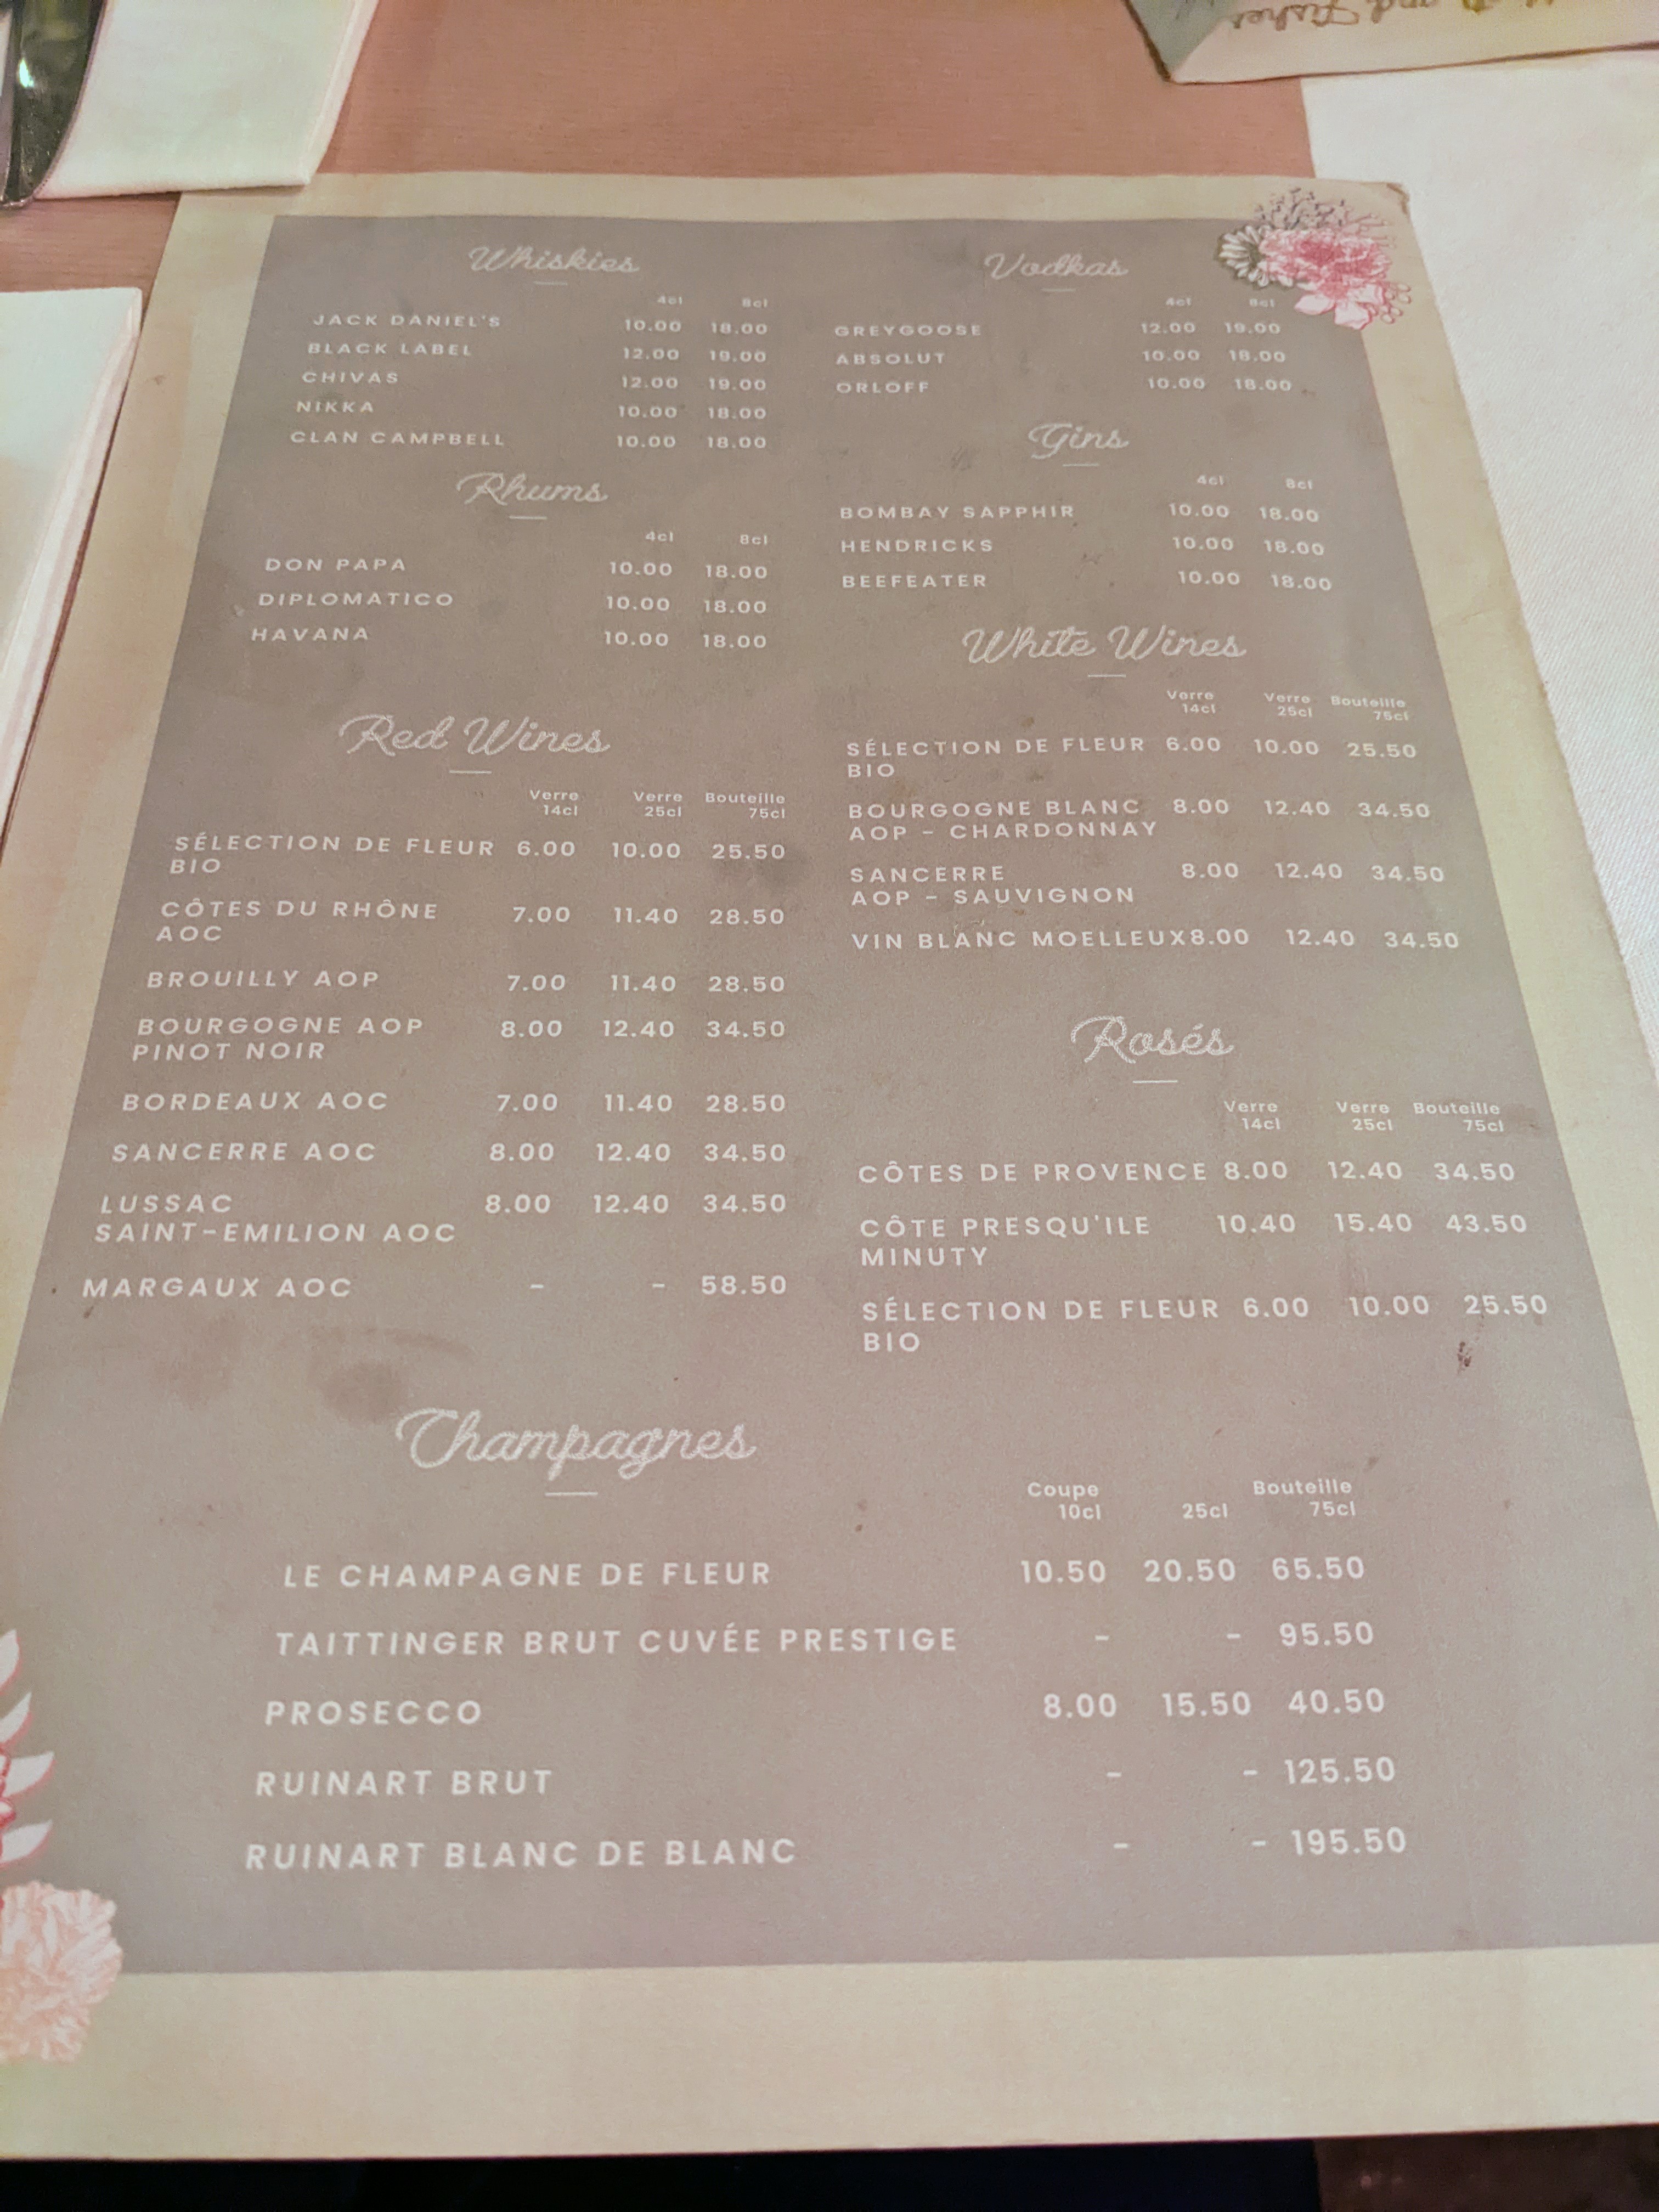 and Fisher
Whiskies
4cl 8cl
JACK DANIEL'S 10.00 18.00
BLACK LABEL 12.00 19.00
CHIVAS 12.00 19.00
NIKKA 10.00 18.00
CLAN CAMPBELL 10.00 18.00
Rhums
4cl 8cl
DON PAPA 10.00 18.00
DIPLOMATICO 10.00 18.00
HAVANA 10.00 18.00
Red Wines
Verre Verre Bouteille
14cl 25cl 75cl
SÉLECTION DE FLEUR 6.00 10.00 25.50
BIO
CÔTES DU RHÔNE 7.00 11.40 28.50
AOC
BROUILLY AOP 7.00 11.40 28.50
BOURGOGNE AOP 8.00 12.40 34.50
PINOT NOIR
BORDEAUX AOC 7.00 11.40 28.50
SANCERRE AOC 8.00 12.40 34.50
LUSSAC 8.00 12.40 34.50
SAINT-EMILION AOC
MARGAUX AOC - - 58.50
Vodkas
4cl 8cl
GREYGOOSE 12.00 19.00
ABSOLUT 10.00 18.00
ORLOFF 10.00 18.00
Gins
4cl 8cl
BOMBAY SAPPHIR 10.00 18.00
HENDRICKS 10.00 18.00
BEEFEATER 10.00 18.00
White Wines
Verre Verre Bouteille
14cl 25cl 75cl
SÉLECTION DE FLEUR 6.00 10.00 25.50
BIO
BOURGOGNE BLANC 8.00 12.40 34.50
AOP - CHARDONNAY
SANCERRE 8.00 12.40 34.50
AOP - SAUVIGNON
VIN BLANC MOELLEUX 8.00 12.40 34.50
Rosés
Verre Verre Bouteille
14cl 25cl 75cl
CÔTES DE PROVENCE 8.00 12.40 34.50
CÔTE PRESQU'ILE 10.40 15.40 43.50
MINUTY
SÉLECTION DE FLEUR 6.00 10.00 25.50
BIO
Champagnes
Coupe Bouteille
10cl 25cl 75cl
LE CHAMPAGNE DE FLEUR 10.50 20.50 65.50
TAITTINGER BRUT CUVÉE PRESTIGE - - 95.50
PROSECCO 8.00 15.50 40.50
RUINART BRUT - - 125.50
RUINART BLANC DE BLANC - - 195.50